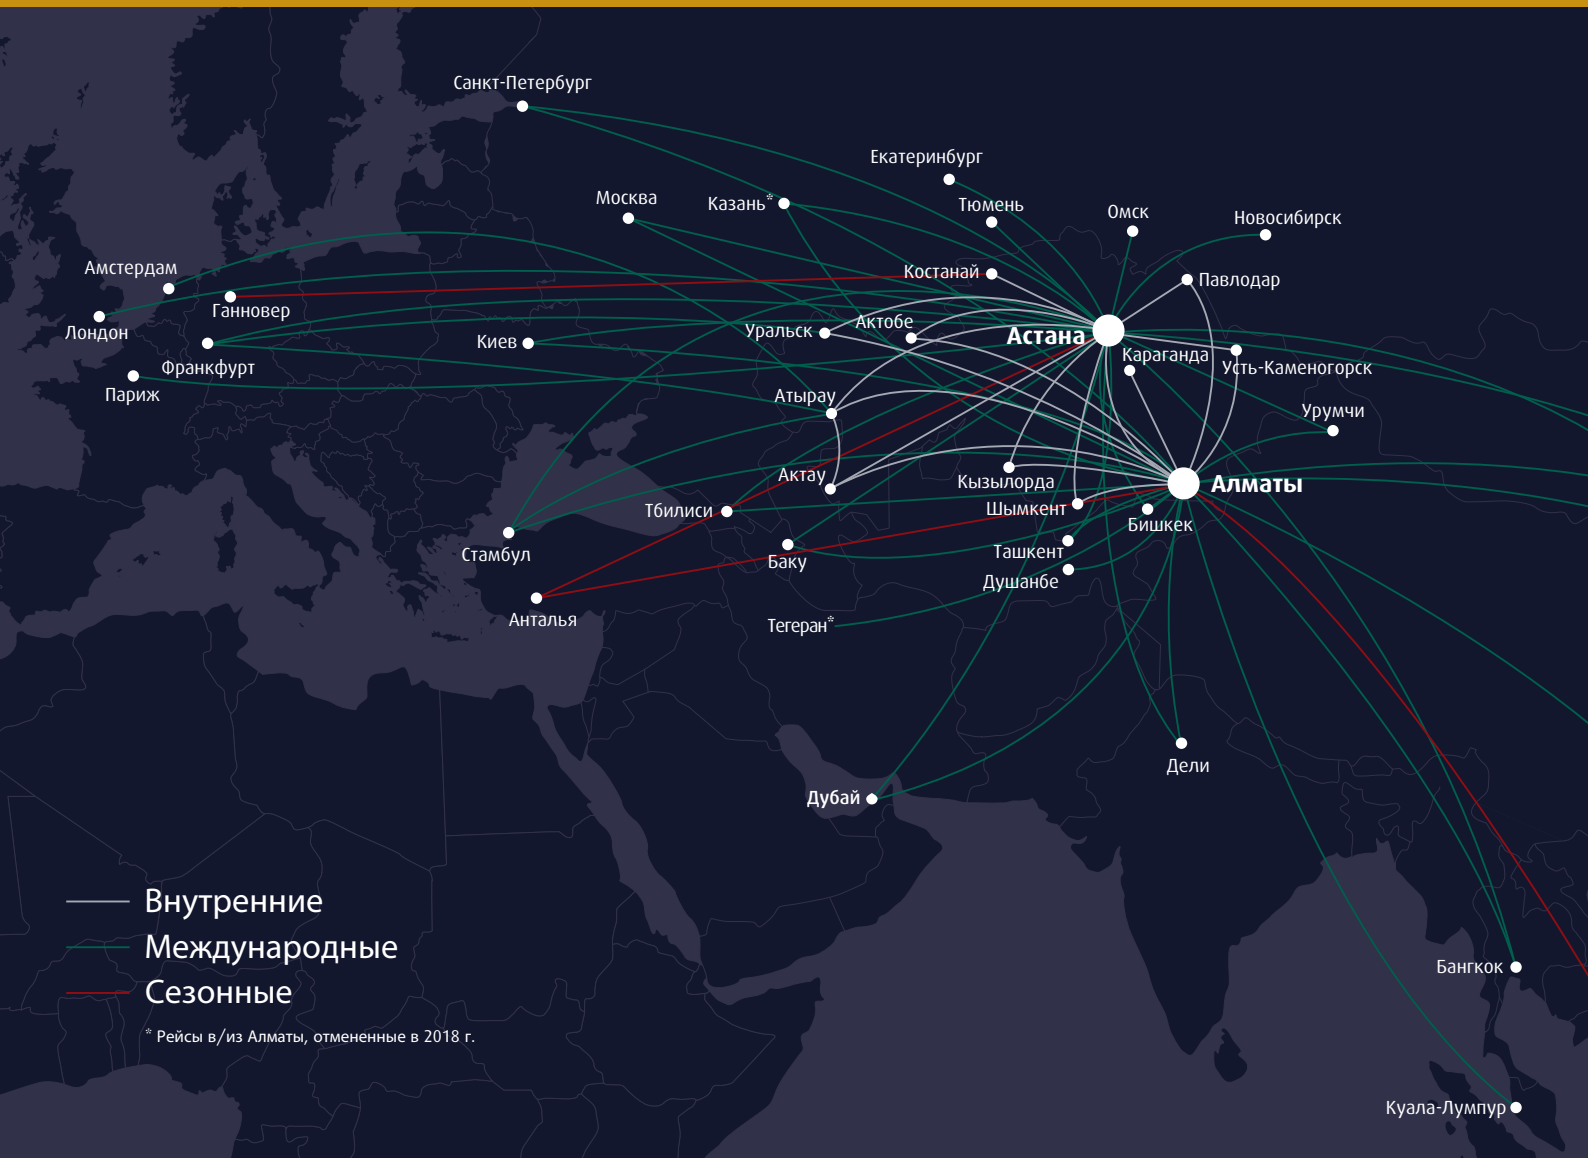 Санкт-Петербург
Екатеринбург
Москва
Казань*
Тюмень
Омск
Новосибирск
Амстердам
Костанай
Павлодар
Ганновер
Лондон
Уральск
Актобе
Астана
Киев
Караганда
Франкфурт
Усть-Каменогорск
Париж
Атырау
Урумчи
Актау
Кызылорда
Алматы
Тбилиси
Шымкент
Бишкек
Стамбул
Баку
Ташкент
Душанбе
Анталья
Тегеран*
Дели
Дубай
Внутренние
Международные
Сезонные
* Рейсы в/из Алматы, отмененные в 2018 г.
Бангкок
Куала-Лумпур